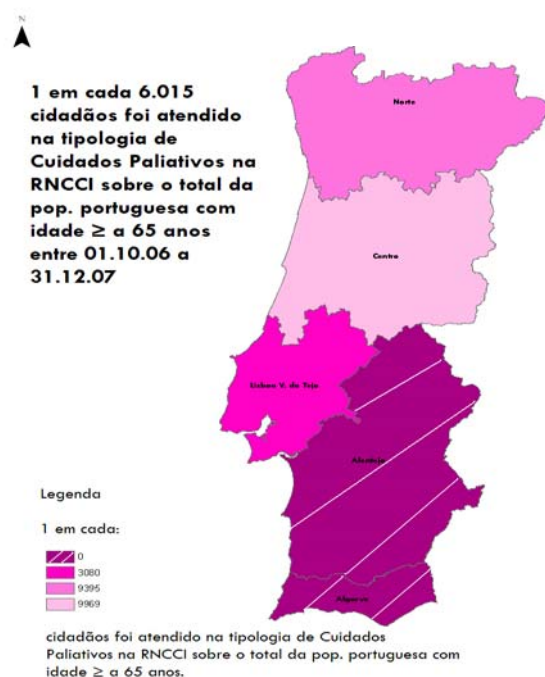 N
1 em cada 6.015
cidadãos foi atendido
na tipologia de
Cuidados Paliativos na
RNCCI sobre o total da
pop. portuguesa com
idade ≥ a 65 anos
entre 01.10.06 a
31.12.07
Norte
Centro
Lisboa V. do Tejo
Alentejo
Algarve
Legenda
1 em cada:
0
3080
9395
9969
cidadãos foi atendido na tipologia de Cuidados
Paliativos na RNCCI sobre o total da pop. portuguesa com
idade ≥ a 65 anos.